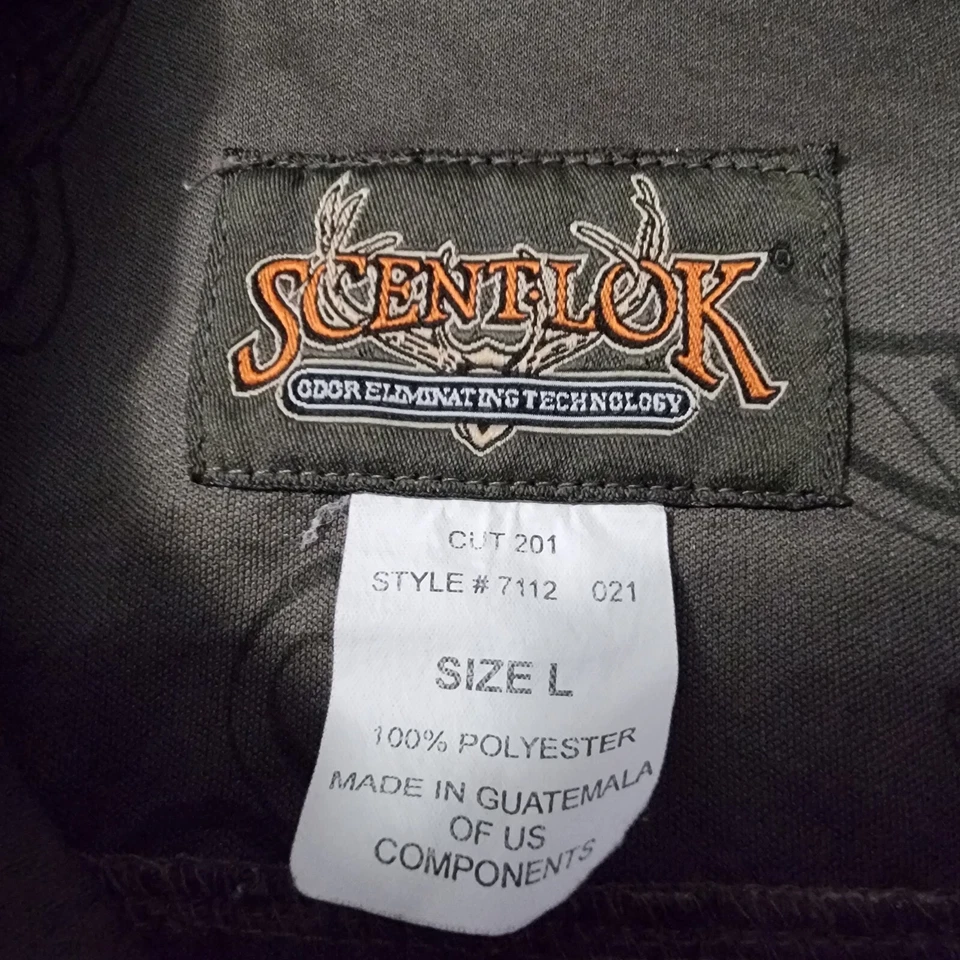 SCENT-LOK®
ODOR ELIMINATING TECHNOLOGY
CUT 201
STYLE # 7112 021
SIZE L
100% POLYESTER
MADE IN GUATEMALA
OF US
COMPONENTS